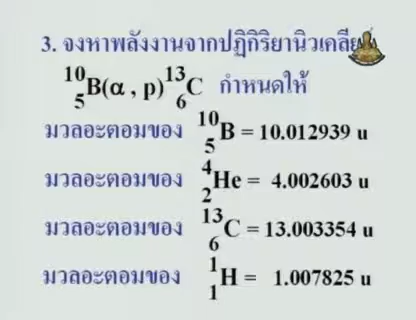 3. จงหาพลังงานจากปฏิกิริยานิวเคลีย
¹⁰₅B(α , p)¹³₆C กำหนดให้
มวลอะตอมของ ¹⁰₅B = 10.012939 u
มวลอะตอมของ ⁴₂He = 4.002603 u
มวลอะตอมของ ¹³₆C = 13.003354 u
มวลอะตอมของ ¹₁H = 1.007825 u